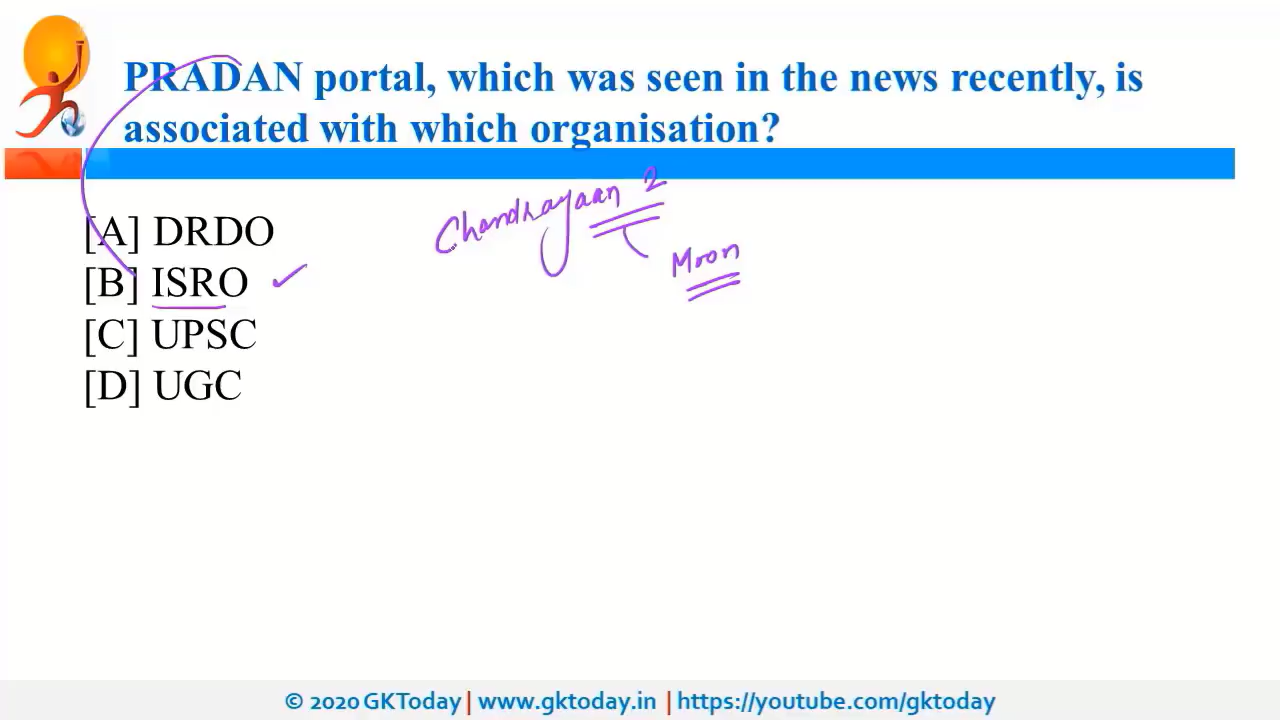 PRADAN portal, which was seen in the news recently, is
associated with which organisation?
Chandrayaan 2
Moon
[A] DRDO
[B] ISRO
[C] UPSC
[D] UGC
© 2020 GKToday | www.gktoday.in | https://youtube.com/gktoday